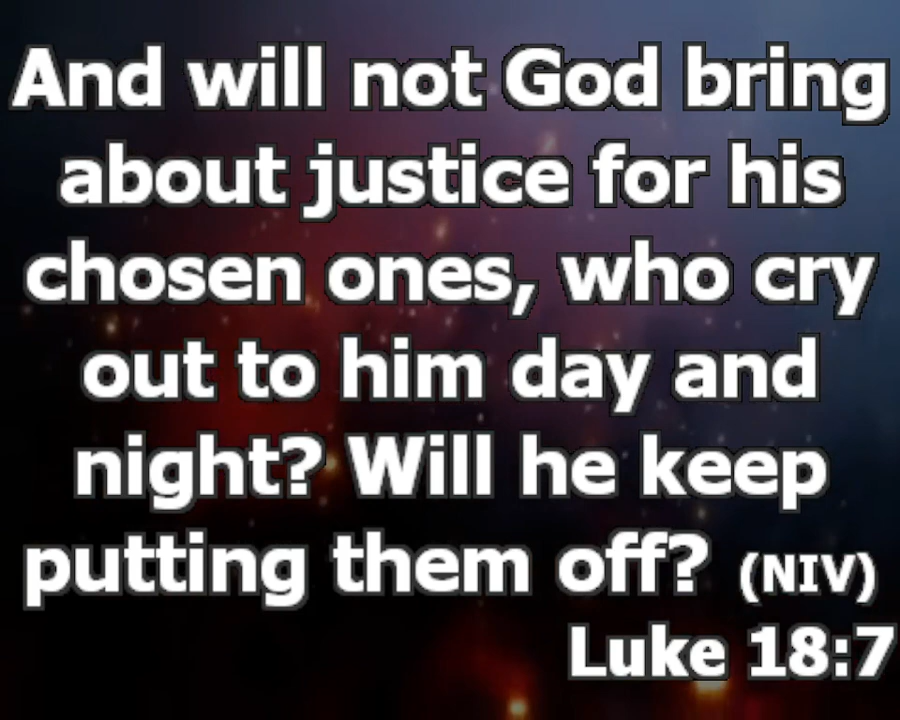 And will not God bring
about justice for his
chosen ones, who cry
out to him day and
night? Will he keep
putting them off? (NIV)
Luke 18:7